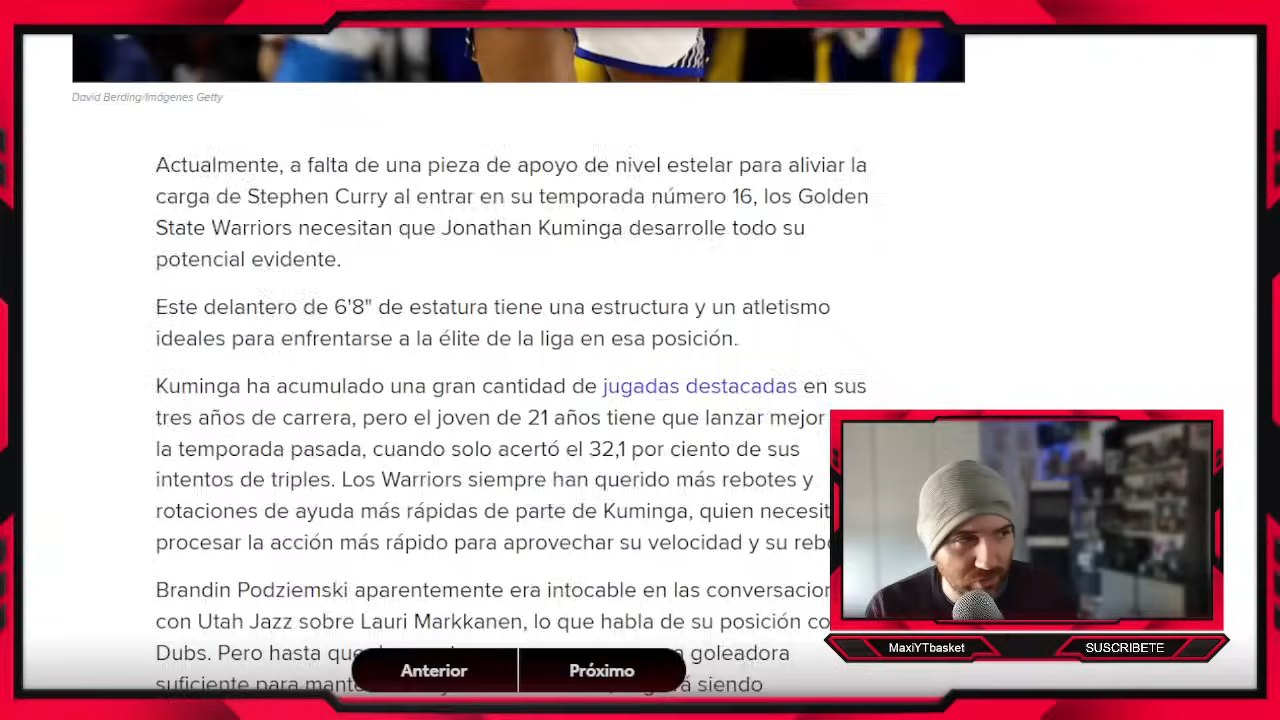 David Berding/Imágenes Getty
Actualmente, a falta de una pieza de apoyo de nivel estelar para aliviar la
carga de Stephen Curry al entrar en su temporada número 16, los Golden
State Warriors necesitan que Jonathan Kuminga desarrolle todo su
potencial evidente.
Este delantero de 6'8" de estatura tiene una estructura y un atletismo
ideales para enfrentarse a la élite de la liga en esa posición.
Kuminga ha acumulado una gran cantidad de jugadas destacadas en sus
tres años de carrera, pero el joven de 21 años tiene que lanzar mejor
la temporada pasada, cuando solo acertó el 32,1 por ciento de sus
intentos de triples. Los Warriors siempre han querido más rebotes y
rotaciones de ayuda más rápidas de parte de Kuminga, quien necesit
procesar la acción más rápido para aprovechar su velocidad y su
Brandin Podziemski aparentemente era intocable en las conversacion
con Utah Jazz sobre Lauri Markkanen, lo que habla de su posición co
Dubs. Pero hasta goleadora
suficiente para siendo
Anterior
Próximo
MaxiYTbasket
SUSCRIBETE